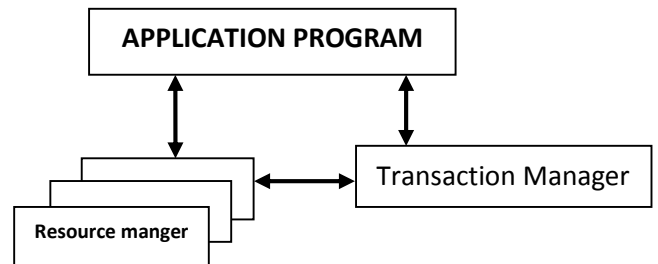 APPLICATION PROGRAM
Transaction Manager
Resource manger